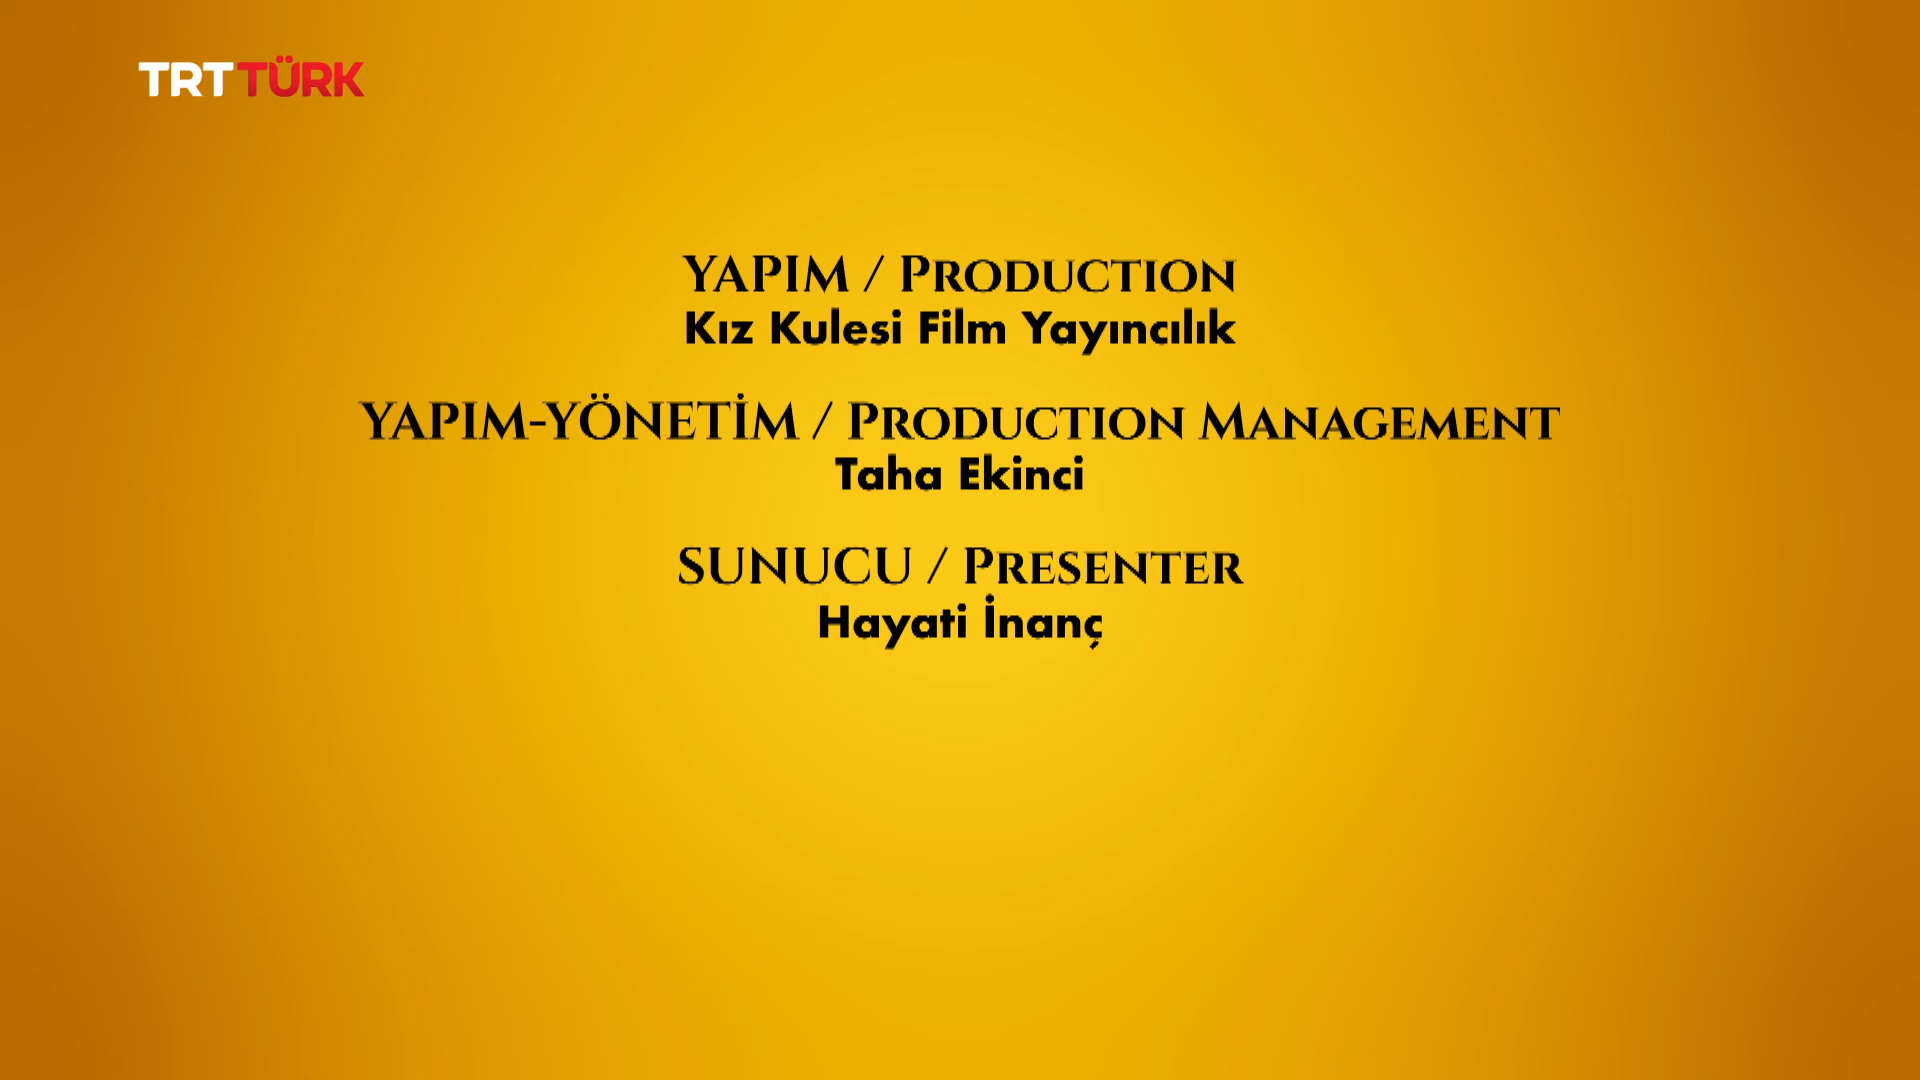 TRT TÜRK
YAPIM / PRODUCTION
Kız Kulesi Film Yayıncılık
YAPIM-YÖNETİM / PRODUCTION MANAGEMENT
Taha Ekinci
SUNUCU / PRESENTER
Hayati İnanç